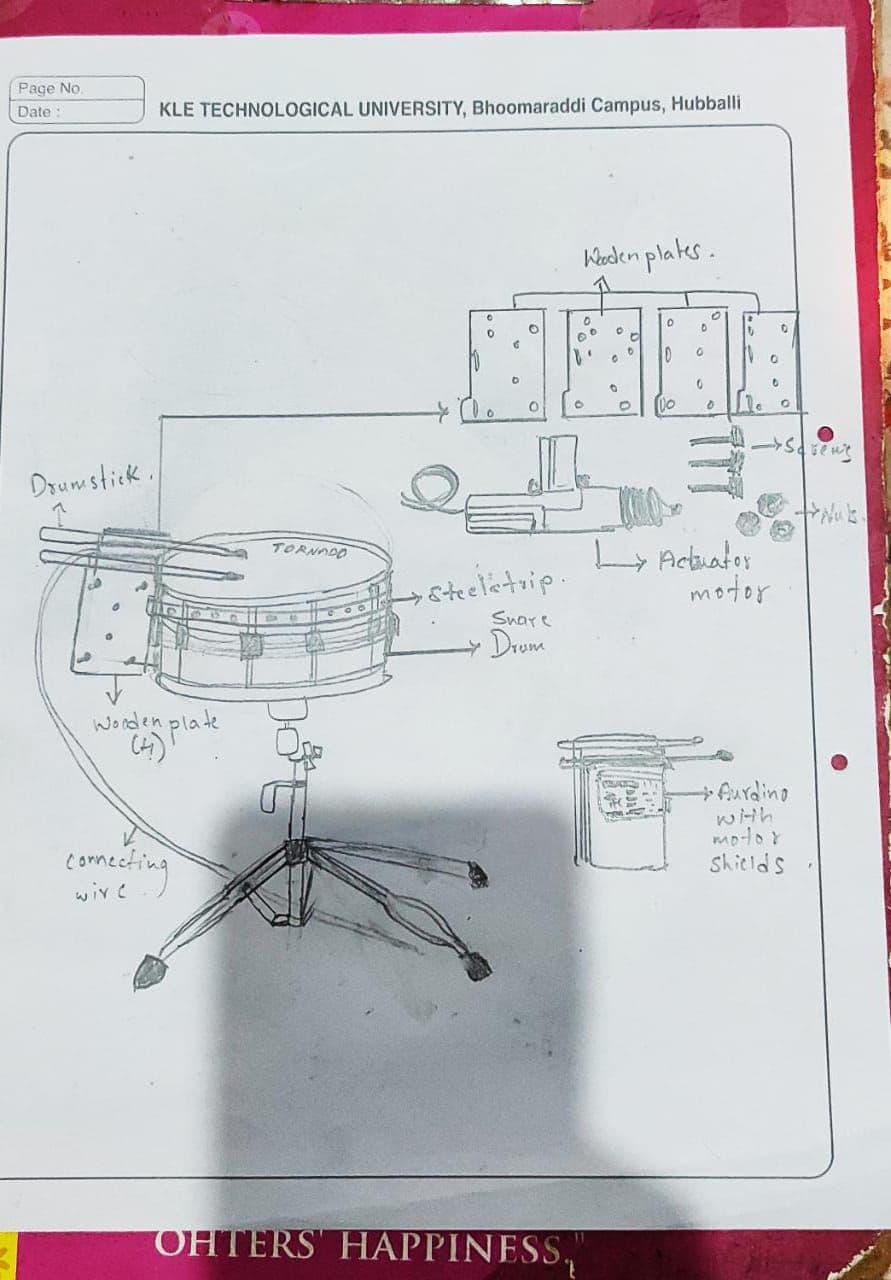 Page No.
Date :
KLE TECHNOLOGICAL UNIVERSITY, Bhoomaraddi Campus, Hubballi
Wooden plates.
Drumstick.
TORNADO
Screws
Nuts.
Actuator
motor
Steelstrip.
Snare
Drum
Wooden plate
(4)
Connecting
wire
Aurdino
with
motor
Shields
OHTERS' HAPPINESS."